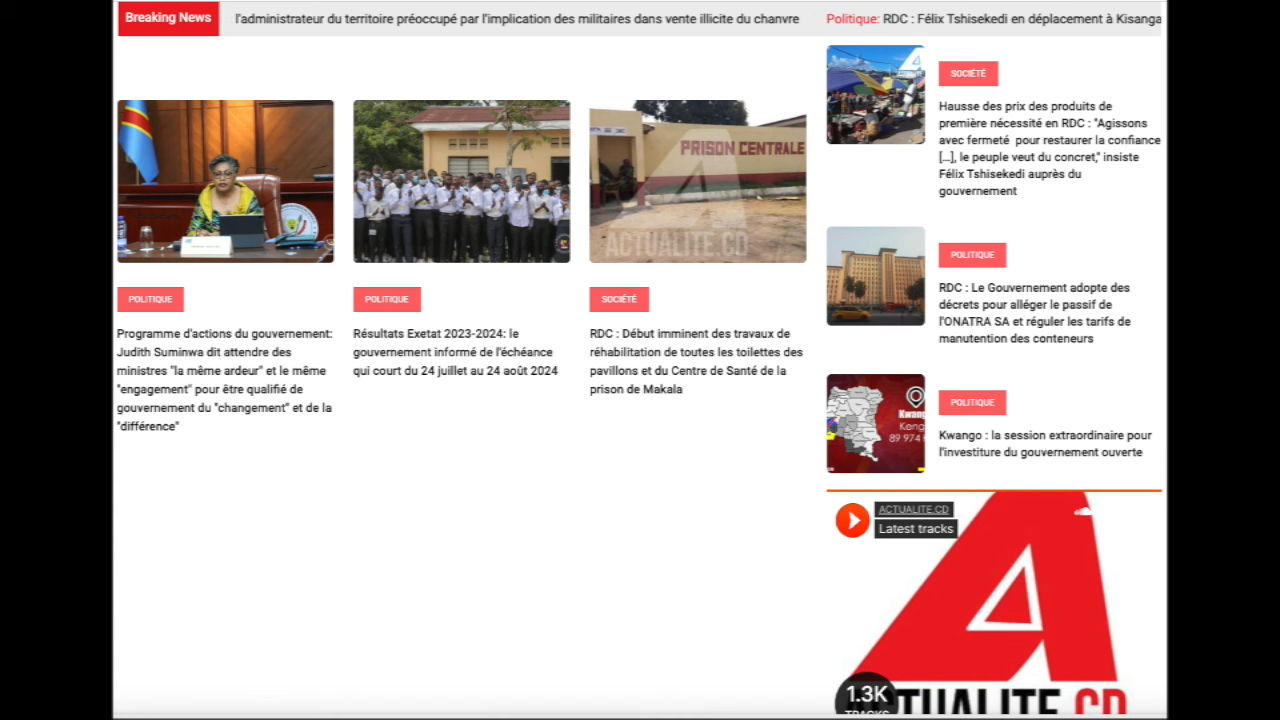 Breaking News
l'administrateur du territoire préoccupé par l'implication des militaires dans vente illicite du chanvre
Politique: RDC : Félix Tshisekedi en déplacement à Kisanga
PRISON CENTRALE
ACTUALITE.CD
POLITIQUE
Programme d'actions du gouvernement:
Judith Suminwa dit attendre des
ministres "la même ardeur" et le même
"engagement" pour être qualifié de
gouvernement du "changement" et de la
"différence"
POLITIQUE
Résultats Exetat 2023-2024: le
gouvernement informé de l'échéance
qui court du 24 juillet au 24 août 2024
SOCIÉTÉ
RDC : Début imminent des travaux de
réhabilitation de toutes les toilettes des
pavillons et du Centre de Santé de la
prison de Makala
SOCIÉTÉ
Hausse des prix des produits de
première nécessité en RDC : "Agissons
avec fermeté pour restaurer la confiance
[...], le peuple veut du concret," insiste
Félix Tshisekedi auprès du
gouvernement
POLITIQUE
RDC : Le Gouvernement adopte des
décrets pour alléger le passif de
l'ONATRA SA et réguler les tarifs de
manutention des conteneurs
Kwang
Keng
89 974
POLITIQUE
Kwango : la session extraordinaire pour
l'investiture du gouvernement ouverte
ACTUALITE.CD
Latest tracks
1.3K
TRACKS
ACTUALITE.CD